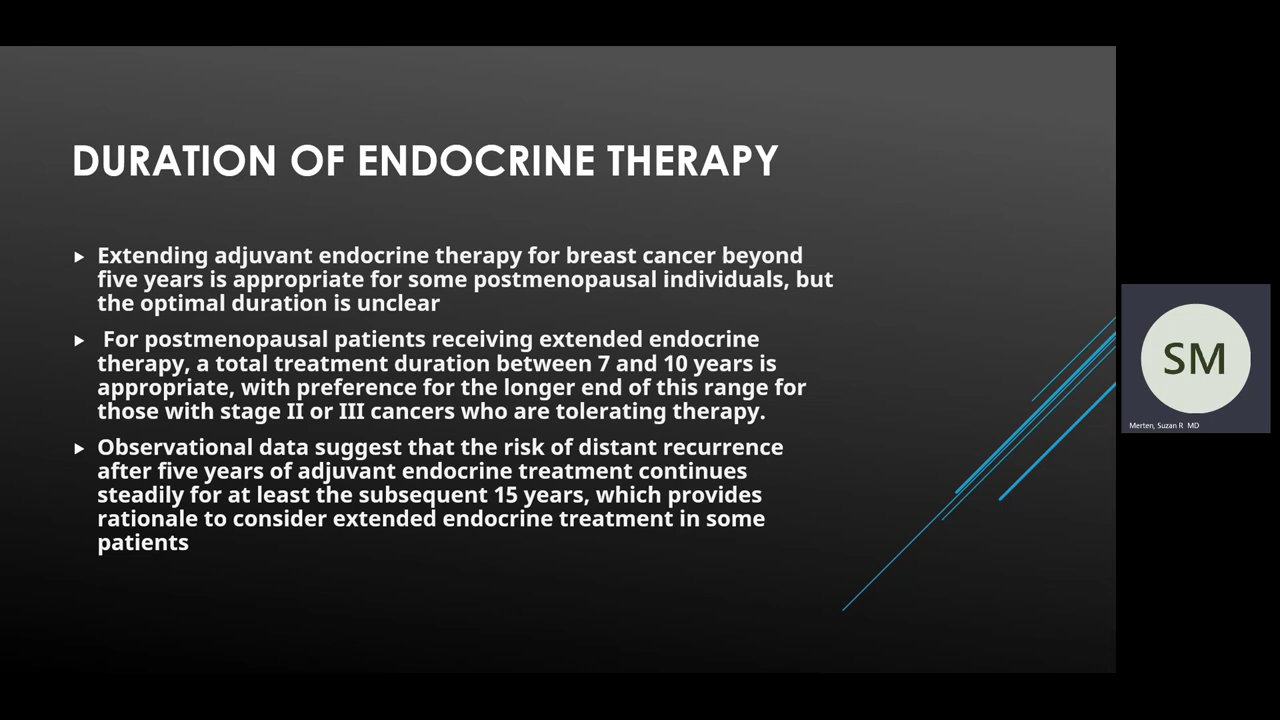 DURATION OF ENDOCRINE THERAPY
Extending adjuvant endocrine therapy for breast cancer beyond
five years is appropriate for some postmenopausal individuals, but
the optimal duration is unclear
For postmenopausal patients receiving extended endocrine
therapy, a total treatment duration between 7 and 10 years is
appropriate, with preference for the longer end of this range for
those with stage II or III cancers who are tolerating therapy.
Observational data suggest that the risk of distant recurrence
after five years of adjuvant endocrine treatment continues
steadily for at least the subsequent 15 years, which provides
rationale to consider extended endocrine treatment in some
patients
SM
Merten, Suzan R MD